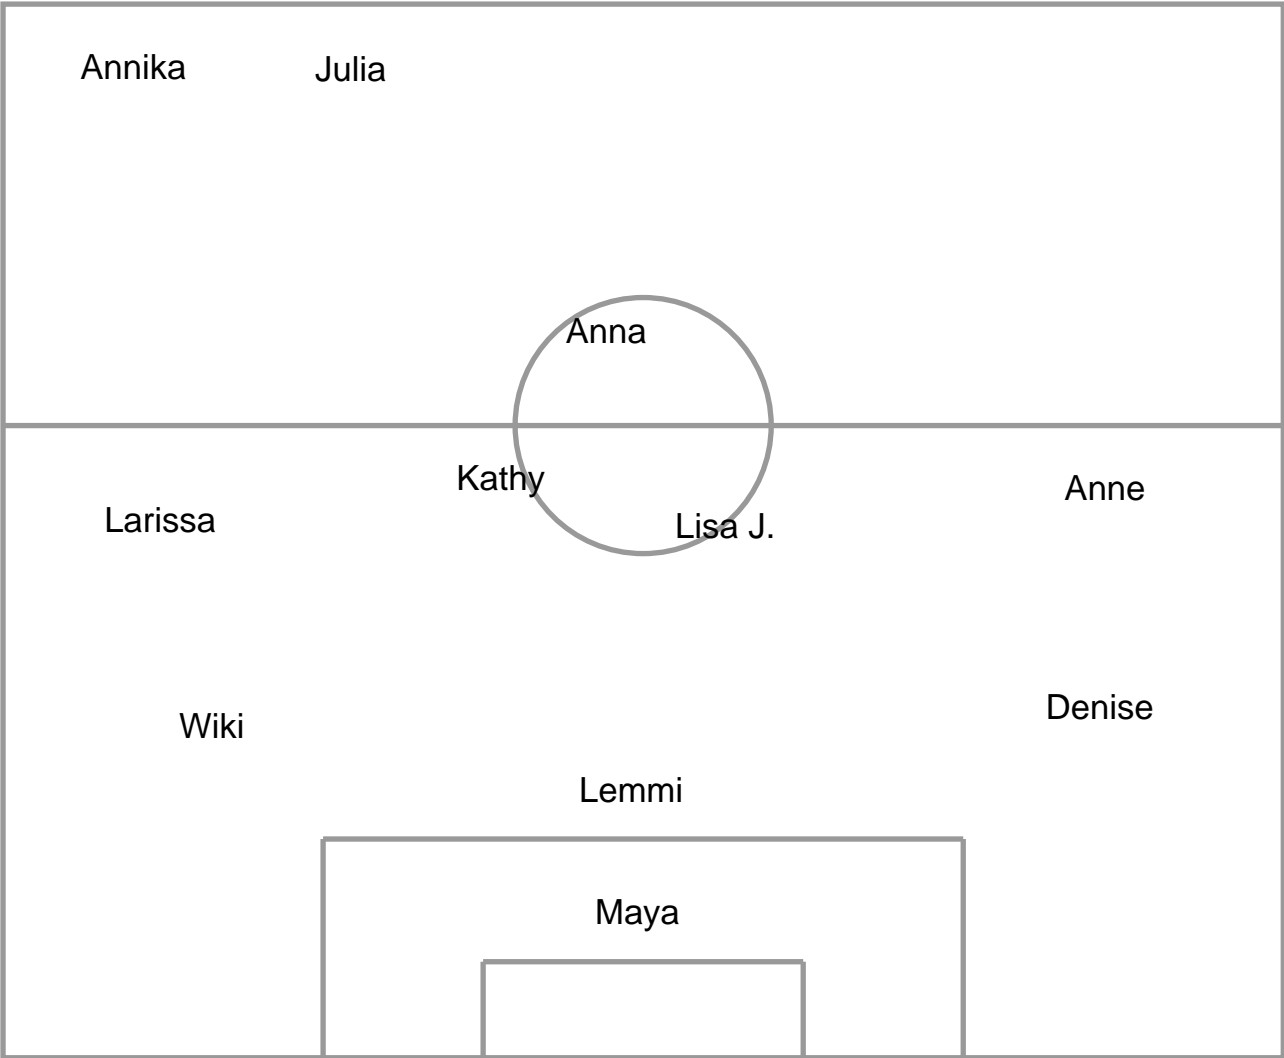 Annika
Julia
Anna
Kathy
Anne
Larissa
Lisa J.
Denise
Wiki
Lemmi
Maya